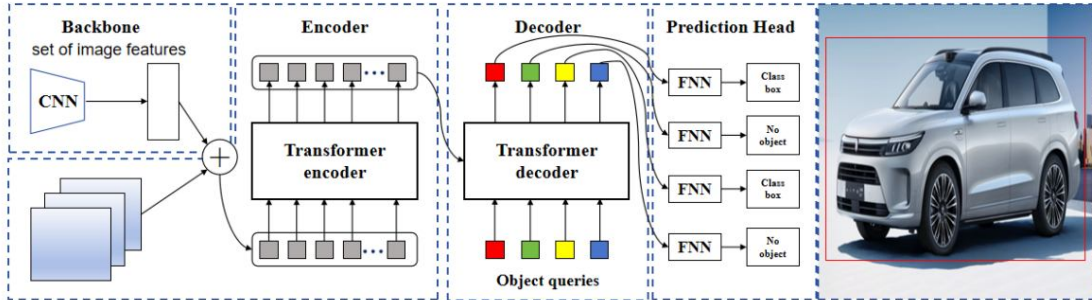 Backbone
set of image features
CNN
+
Encoder
Transformer
encoder
Decoder
Transformer
decoder
Object queries
Prediction Head
FNN
Class
box
FNN
No
object
FNN
Class
box
FNN
No
object